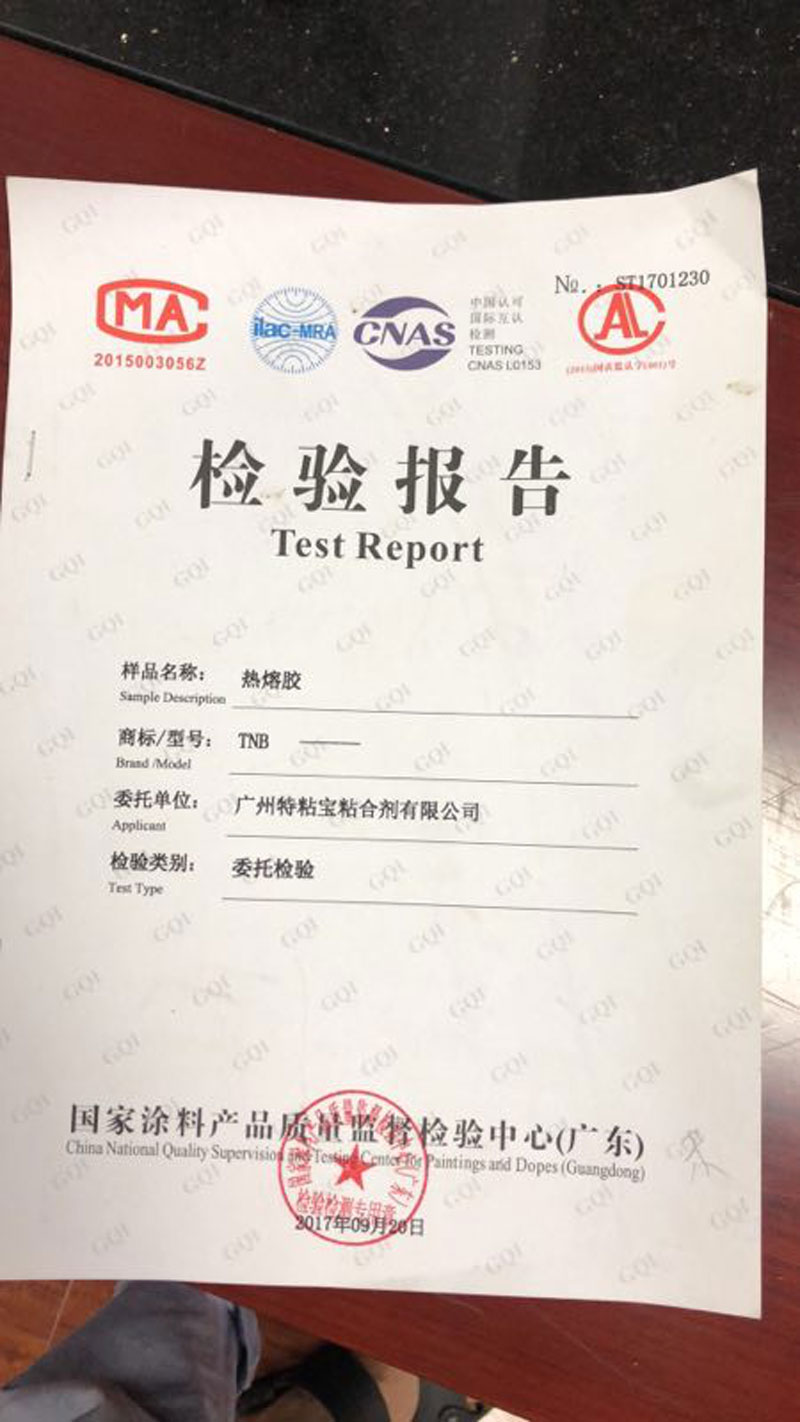 No.: ST1701230
MA
2015003056Z
ilac-MRA
CNAS
中国认可
国际互认
检测
TESTING
CNAS L0153
AL
检验报告
Test Report
样品名称: 热熔胶
Sample Description
商标/型号: TNB ———
Brand /Model
委托单位: 广州特粘宝粘合剂有限公司
Applicant
检验类别: 委托检验
Test Type
国家涂料产品质量监督检验中心(广东)
China National Quality Supervision and Testing Center for Paintings and Dopes (Guangdong)
2017年09月20日
GQI